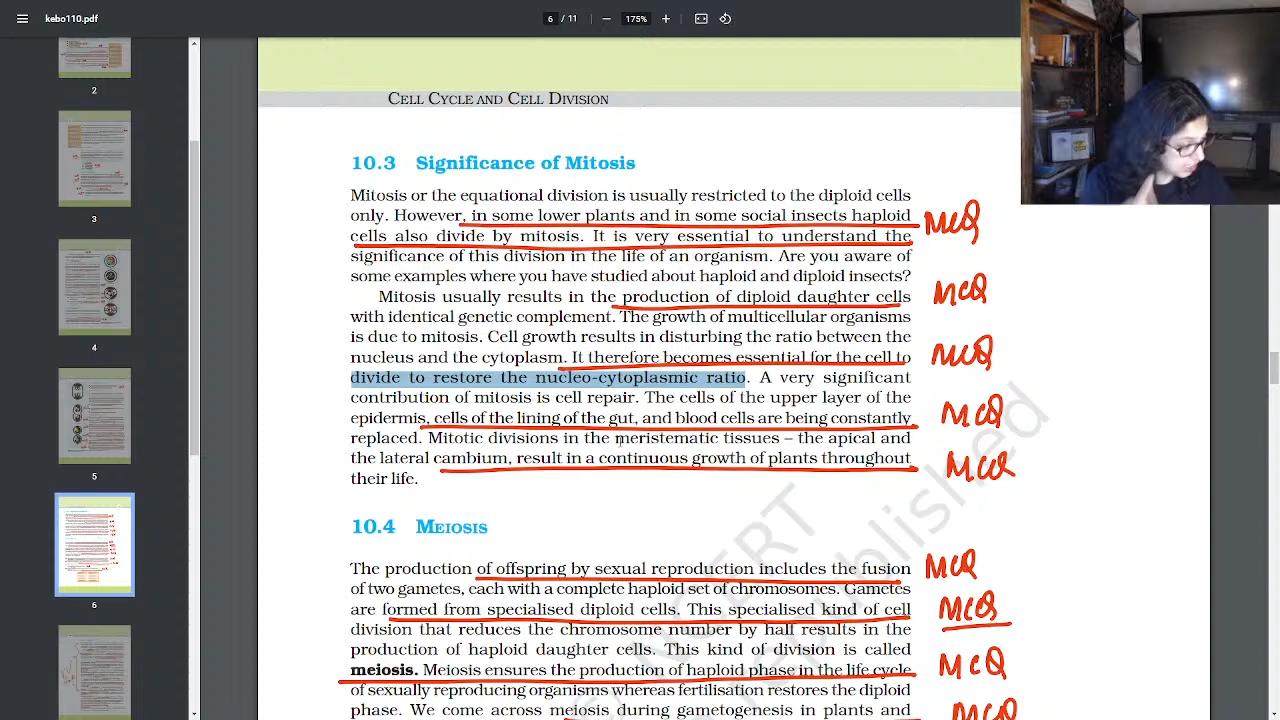 kebo110.pdf
6 / 11
175%
CELL CYCLE AND CELL DIVISION
10.3 Significance of Mitosis
Mitosis or the equational division is usually restricted to the diploid cells
only. However, in some lower plants and in some social insects haploid
cells also divide by mitosis. It is very essential to understand the
significance of this division in the life of an organism. Are you aware of
some examples where you have studied about haploid and diploid insects?
MCQ
Mitosis usually results in the production of diploid daughter cells
MCQ
with identical genetic complement. The growth of multicellular organisms
is due to mitosis. Cell growth results in disturbing the ratio between the
nucleus and the cytoplasm. It therefore becomes essential for the cell to
MCQ
divide to restore the nucleo-cytoplasmic ratio. A very significant
contribution of mitosis is cell repair. The cells of the upper layer of the
epidermis, cells of the lining of the gut, and blood cells are being constantly
MCQ
replaced. Mitotic divisions in the meristematic tissues – the apical and
the lateral cambium, result in a continuous growth of plants throughout
MCQ
their life.
10.4 MEIOSIS
The production of offspring by sexual reproduction includes the fusion
MCQ
of two gametes, each with a complete haploid set of chromosomes. Gametes
are formed from specialised diploid cells. This specialised kind of cell
MCQ
division that reduces the chromosome number by half results in the
production of haploid daughter cells. This kind of division is called
meiosis. Meiosis ensures the production of haploid phase in the life cycle
MCQ
of sexually reproducing organisms whereas fertilisation restores the diploid
phase. We come across meiosis during gametogenesis in plants and
MCQ
2
3
4
5
6